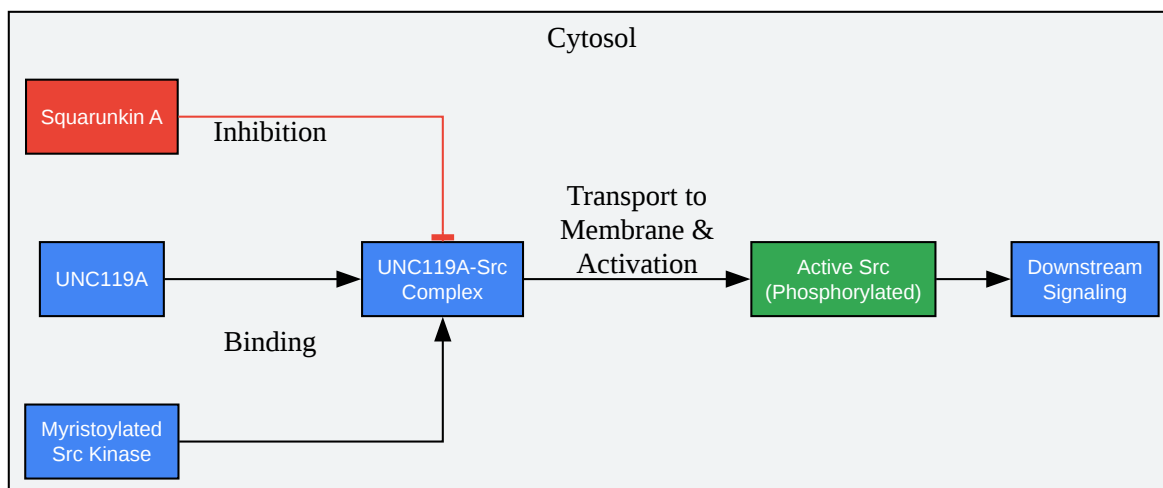 Cytosol
Squarunkin A
Inhibition
Transport to
Membrane &
Activation
UNC119A
UNC119A-Src
Complex
Active Src
(Phosphorylated)
Downstream
Signaling
Binding
Myristoylated
Src Kinase